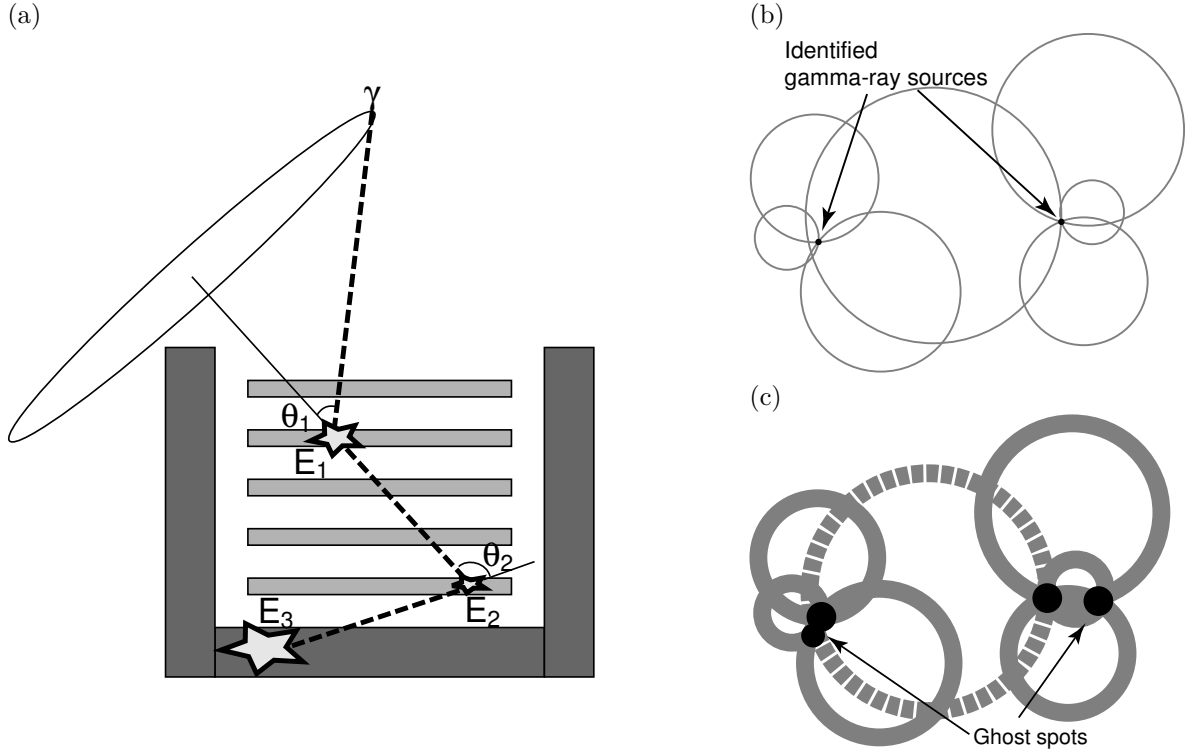 (a)
γ
θ1
E1
θ2
E2
E3
(b)
Identified
gamma-ray sources
(c)
Ghost spots